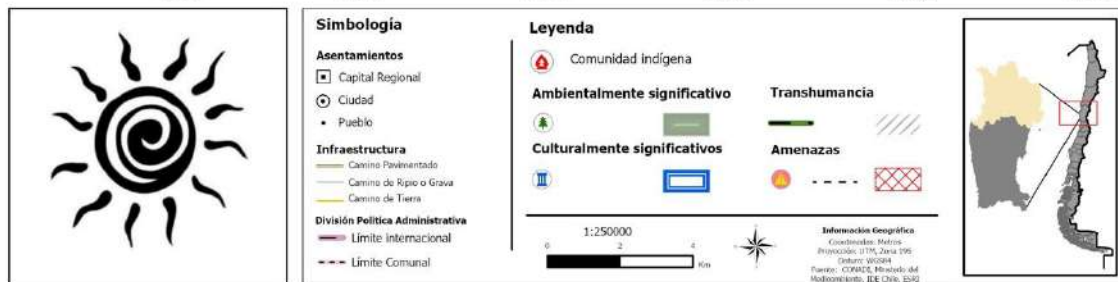 Simbología
Asentamientos
Capital Regional
Ciudad
Pueblo
Infraestructura
Camino Pavimentado
Camino de Ripio o Grava
Camino de Tierra
División Política Administrativa
Límite internacional
Límite Comunal
Leyenda
Comunidad indígena
Ambientalmente significativo
Culturalmente significativos
Transhumancia
Amenazas
1:250000
0 2 4
Km
Información Geográfica
Coordenadas: Metros
Proyección: UTM, Zona 19S
Datum: WGS84
Fuente: CONADI, Ministerio del
Medioambiente, IDE Chile, ESRI